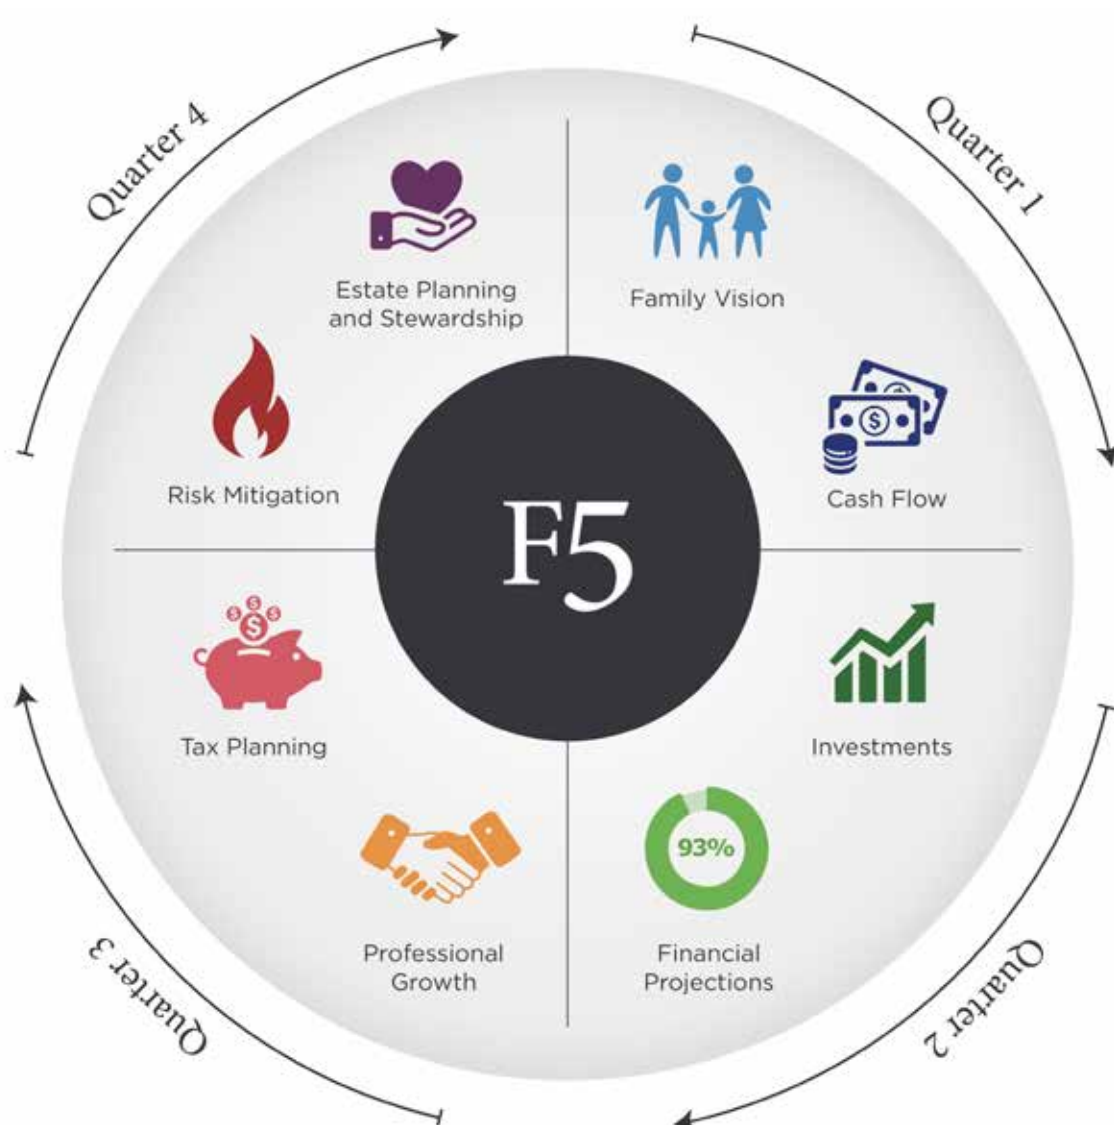 Quarter 4
Quarter 1
Estate Planning
and Stewardship
Family Vision
Risk Mitigation
$
$
Cash Flow
F5
$ $ $
$
Tax Planning
Investments
93%
Professional
Growth
Financial
Projections
Quarter 3
Quarter 2